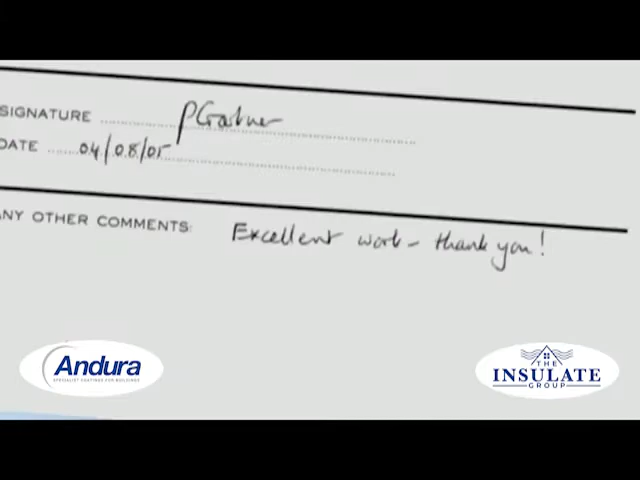 SIGNATURE
DATE 04/08/05
ANY OTHER COMMENTS: Excellent work - thank you!
Andura
SPECIALIST COATINGS FOR BUILDINGS
THE
INSULATE
GROUP